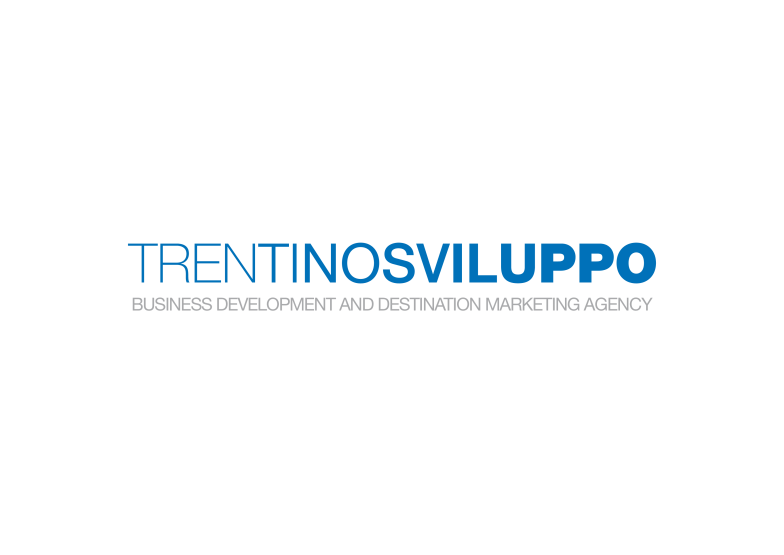 TRENTINOSVILUPPO
BUSINESS DEVELOPMENT AND DESTINATION MARKETING AGENCY